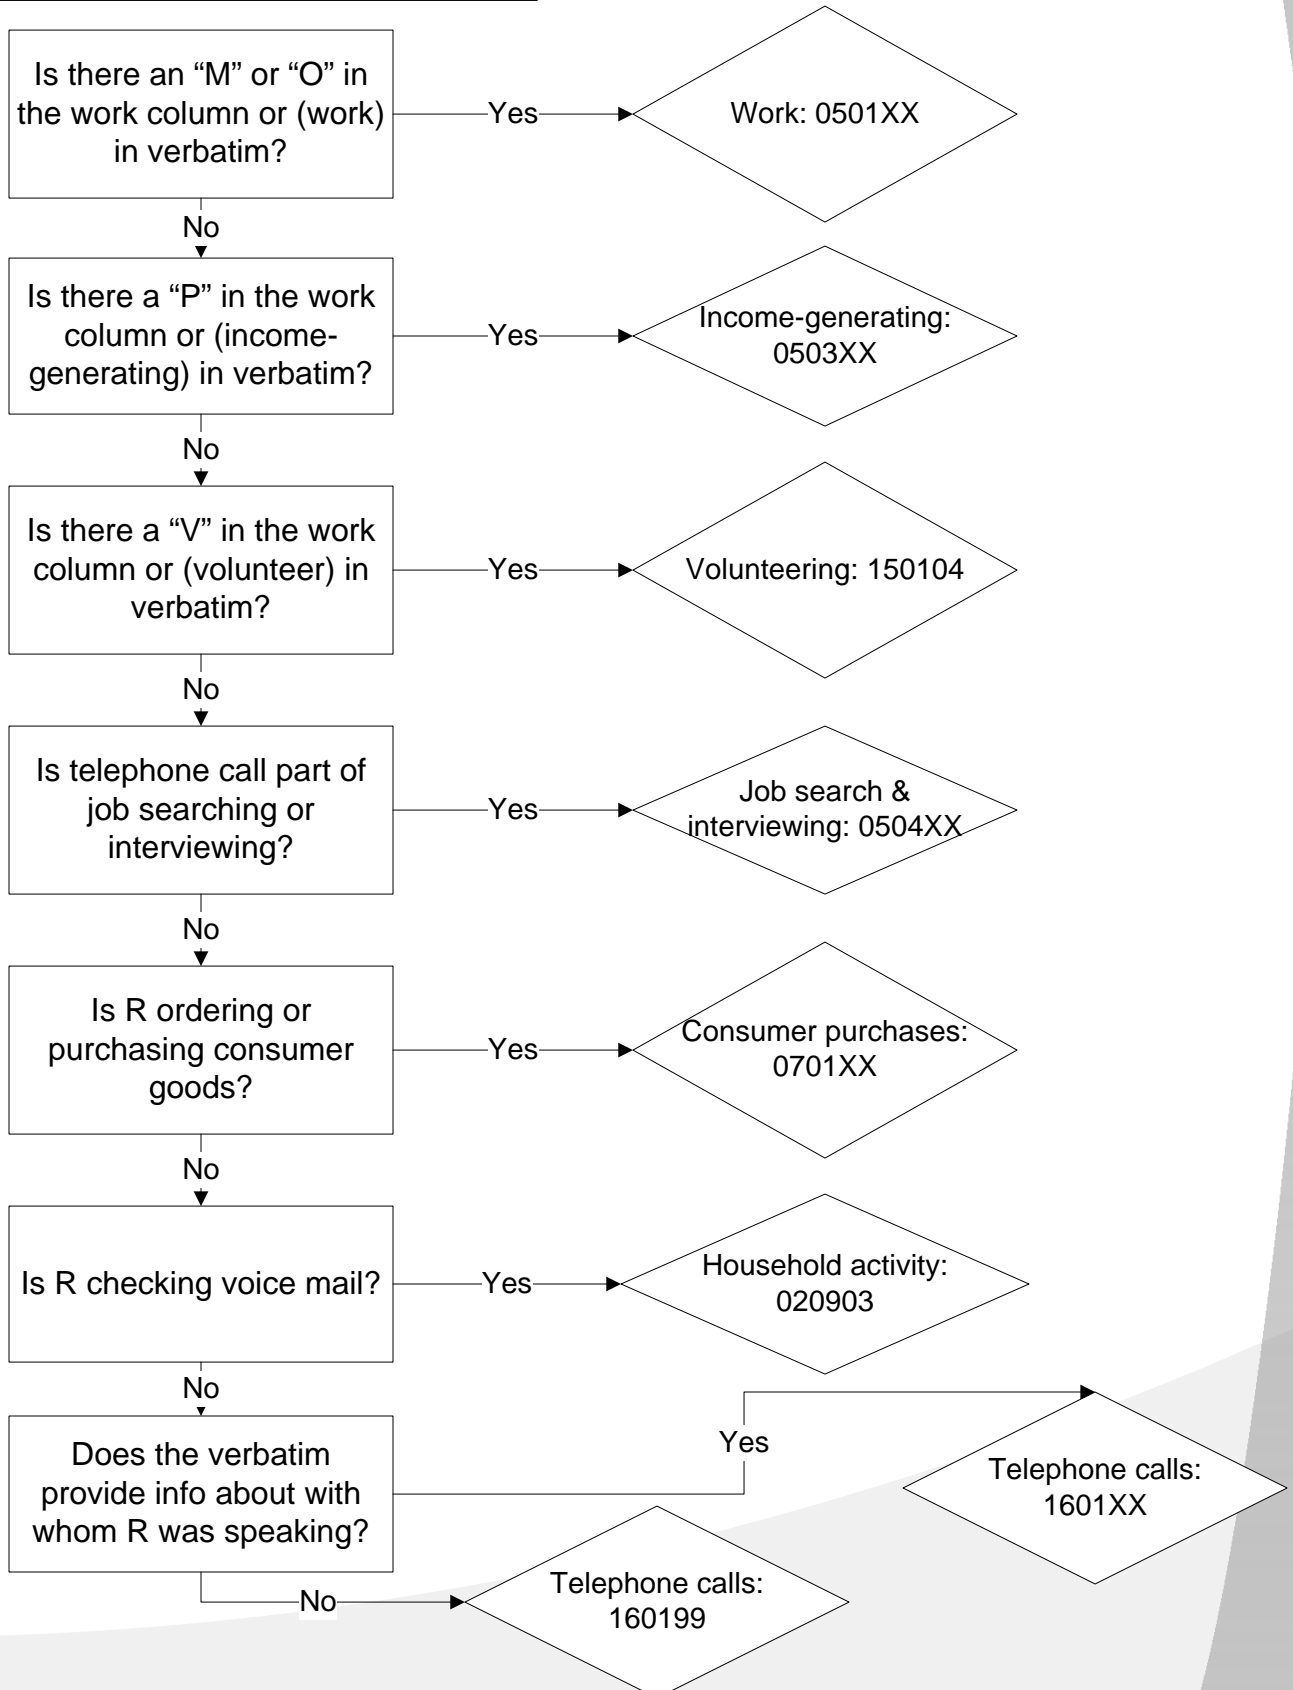 Is there an “M” or “O” in
the work column or (work)
in verbatim?
Yes
Work: 0501XX
No
Is there a “P” in the work
column or (income-
generating) in verbatim?
Yes
Income-generating:
0503XX
No
Is there a “V” in the work
column or (volunteer) in
verbatim?
Yes
Volunteering: 150104
No
Is telephone call part of
job searching or
interviewing?
Yes
Job search &
interviewing: 0504XX
No
Is R ordering or
purchasing consumer
goods?
Yes
Consumer purchases:
0701XX
No
Is R checking voice mail?
Yes
Household activity:
020903
No
Does the verbatim
provide info about with
whom R was speaking?
Yes
Telephone calls:
1601XX
No
Telephone calls:
160199